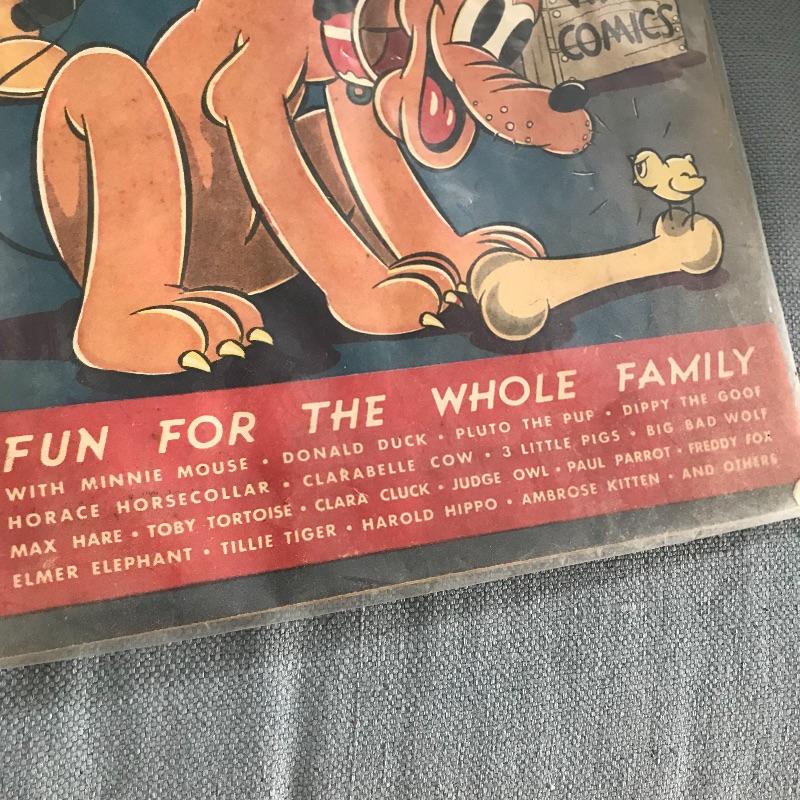 COMICS
FUN FOR THE WHOLE FAMILY
WITH MINNIE MOUSE • DONALD DUCK • PLUTO THE PUP • DIPPY THE GOOF
HORACE HORSECOLLAR • CLARABELLE COW • 3 LITTLE PIGS • BIG BAD WOLF
MAX HARE • TOBY TORTOISE • CLARA CLUCK • JUDGE OWL • PAUL PARROT • FREDDY FOX
ELMER ELEPHANT • TILLIE TIGER • HAROLD HIPPO • AMBROSE KITTEN • AND OTHERS